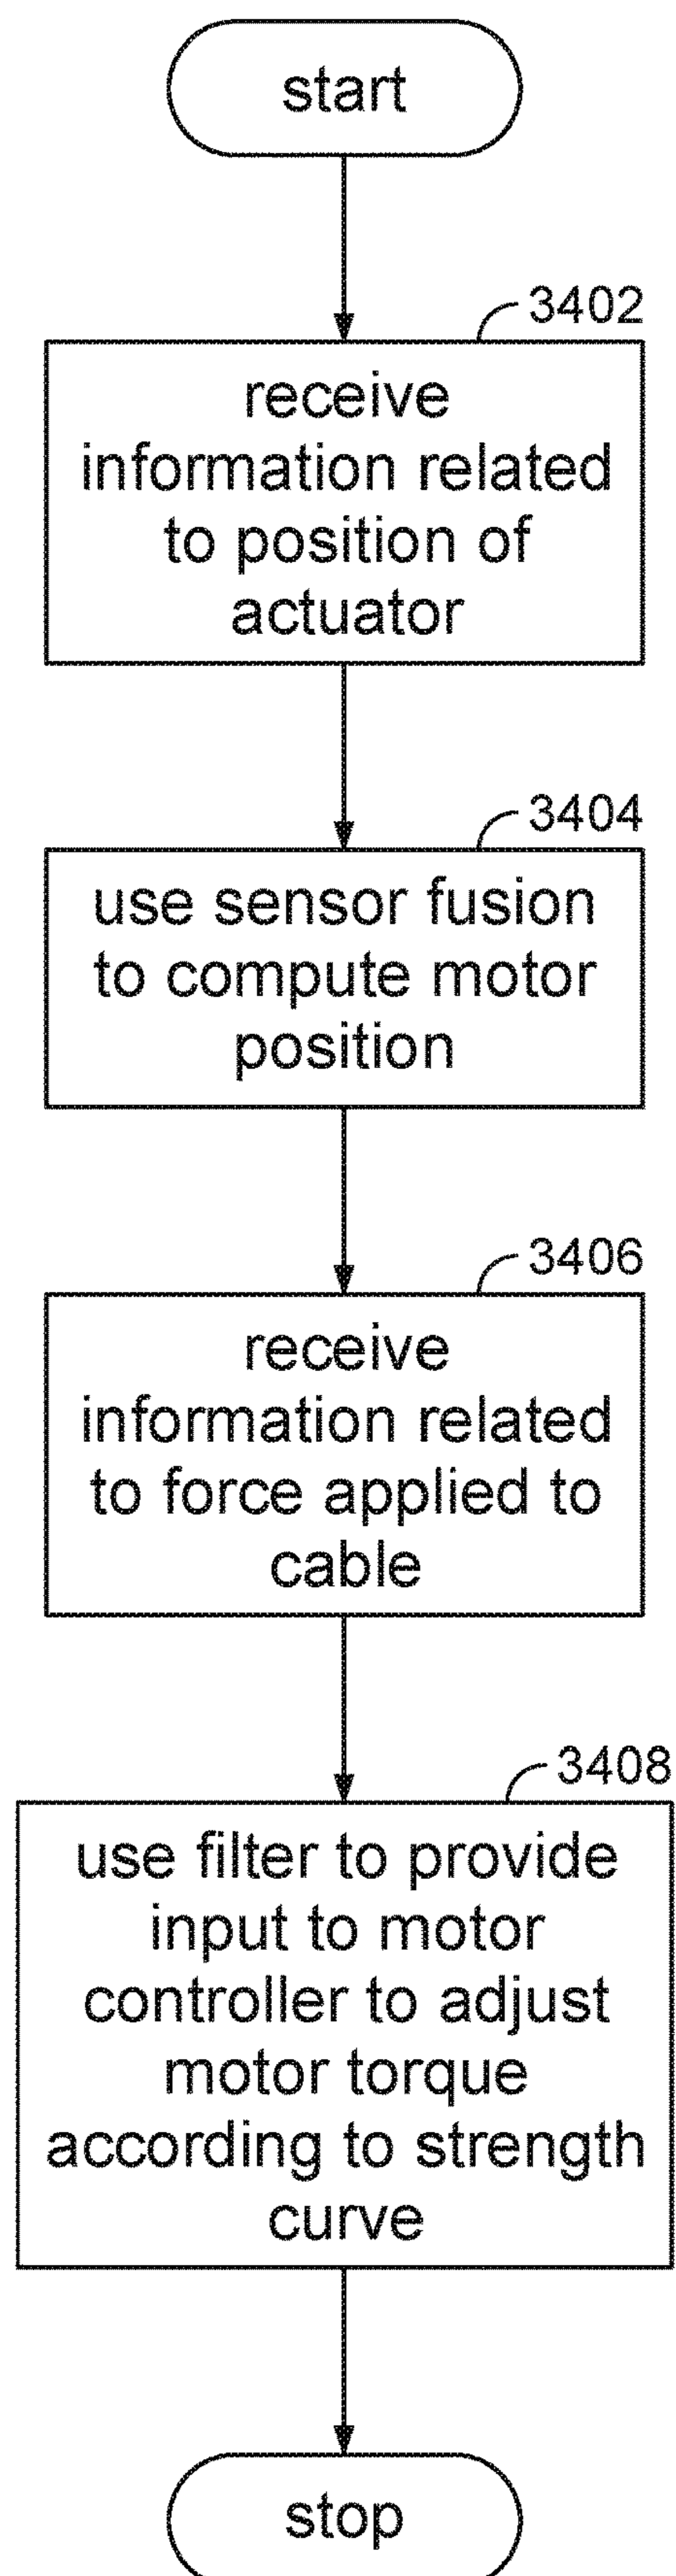 start
3402
receive
information related
to position of
actuator
3404
use sensor fusion
to compute motor
position
3406
receive
information related
to force applied to
cable
3408
use filter to provide
input to motor
controller to adjust
motor torque
according to strength
curve
stop